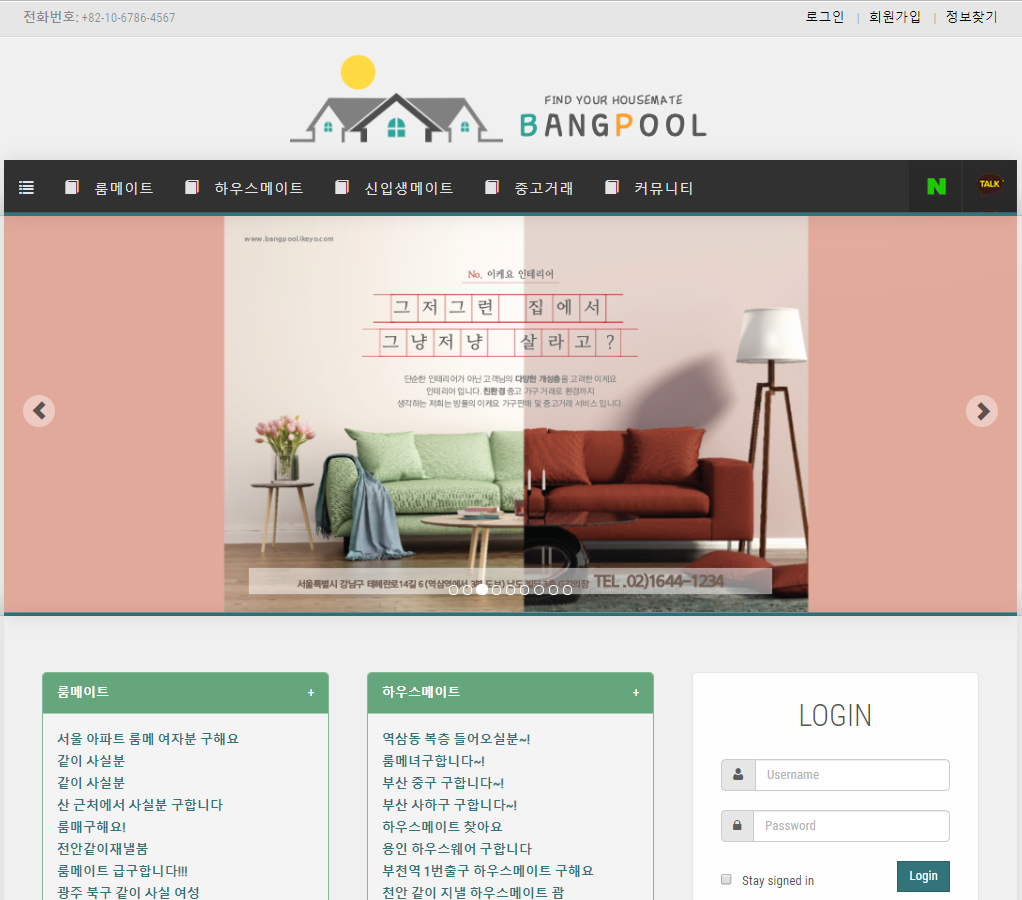 전화번호: +82-10-6786-4567
로그인 | 회원가입 | 정보찾기
FIND YOUR HOUSEMATE
BANGPOOL
룸메이트 하우스메이트 신입생메이트 중고거래 커뮤니티
N TALK
www.bangpoolikeyo.com
No. 이케요 인테리어
그저그런 집에서
그냥저냥 살라고?
단순한 인테리어가 아닌 고객님의 다양한 개성을 고려한 이케요
인테리어 입니다. 친환경 중고 가구 거래로 환경까지
생각하는 저희는 방풀의 이케요 가구판매 및 중고거래 서비스 입니다.
서울특별시 강남구 테헤란로14길 6 (역삼역에서 3분 도보) TEL .02)1644-1234
룸메이트 +
서울 아파트 룸메 여자분 구해요
같이 사실분
같이 사실분
산 근처에서 사실분 구합니다
룸매구해요!
전안같이재낼붐
룸메이트 급구합니다!!!
광주 북구 같이 사실 여성
하우스메이트 +
역삼동 복층 들어오실분~!
룸메녀구합니다~!
부산 중구 구합니다~!
부산 사하구 구합니다~!
하우스메이트 찾아요
용인 하우스웨어 구합니다
부천역 1번출구 하우스메이트 구해요
천안 같이 지낼 하우스메이트 괌
LOGIN
Username
Password
Stay signed in
Login